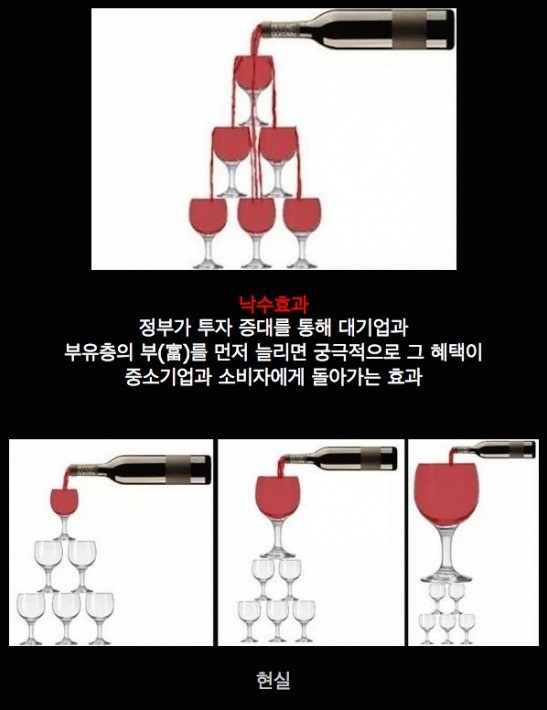 낙수효과
정부가 투자 증대를 통해 대기업과
부유층의 부(富)를 먼저 늘리면 궁극적으로 그 혜택이
중소기업과 소비자에게 돌아가는 효과
현실